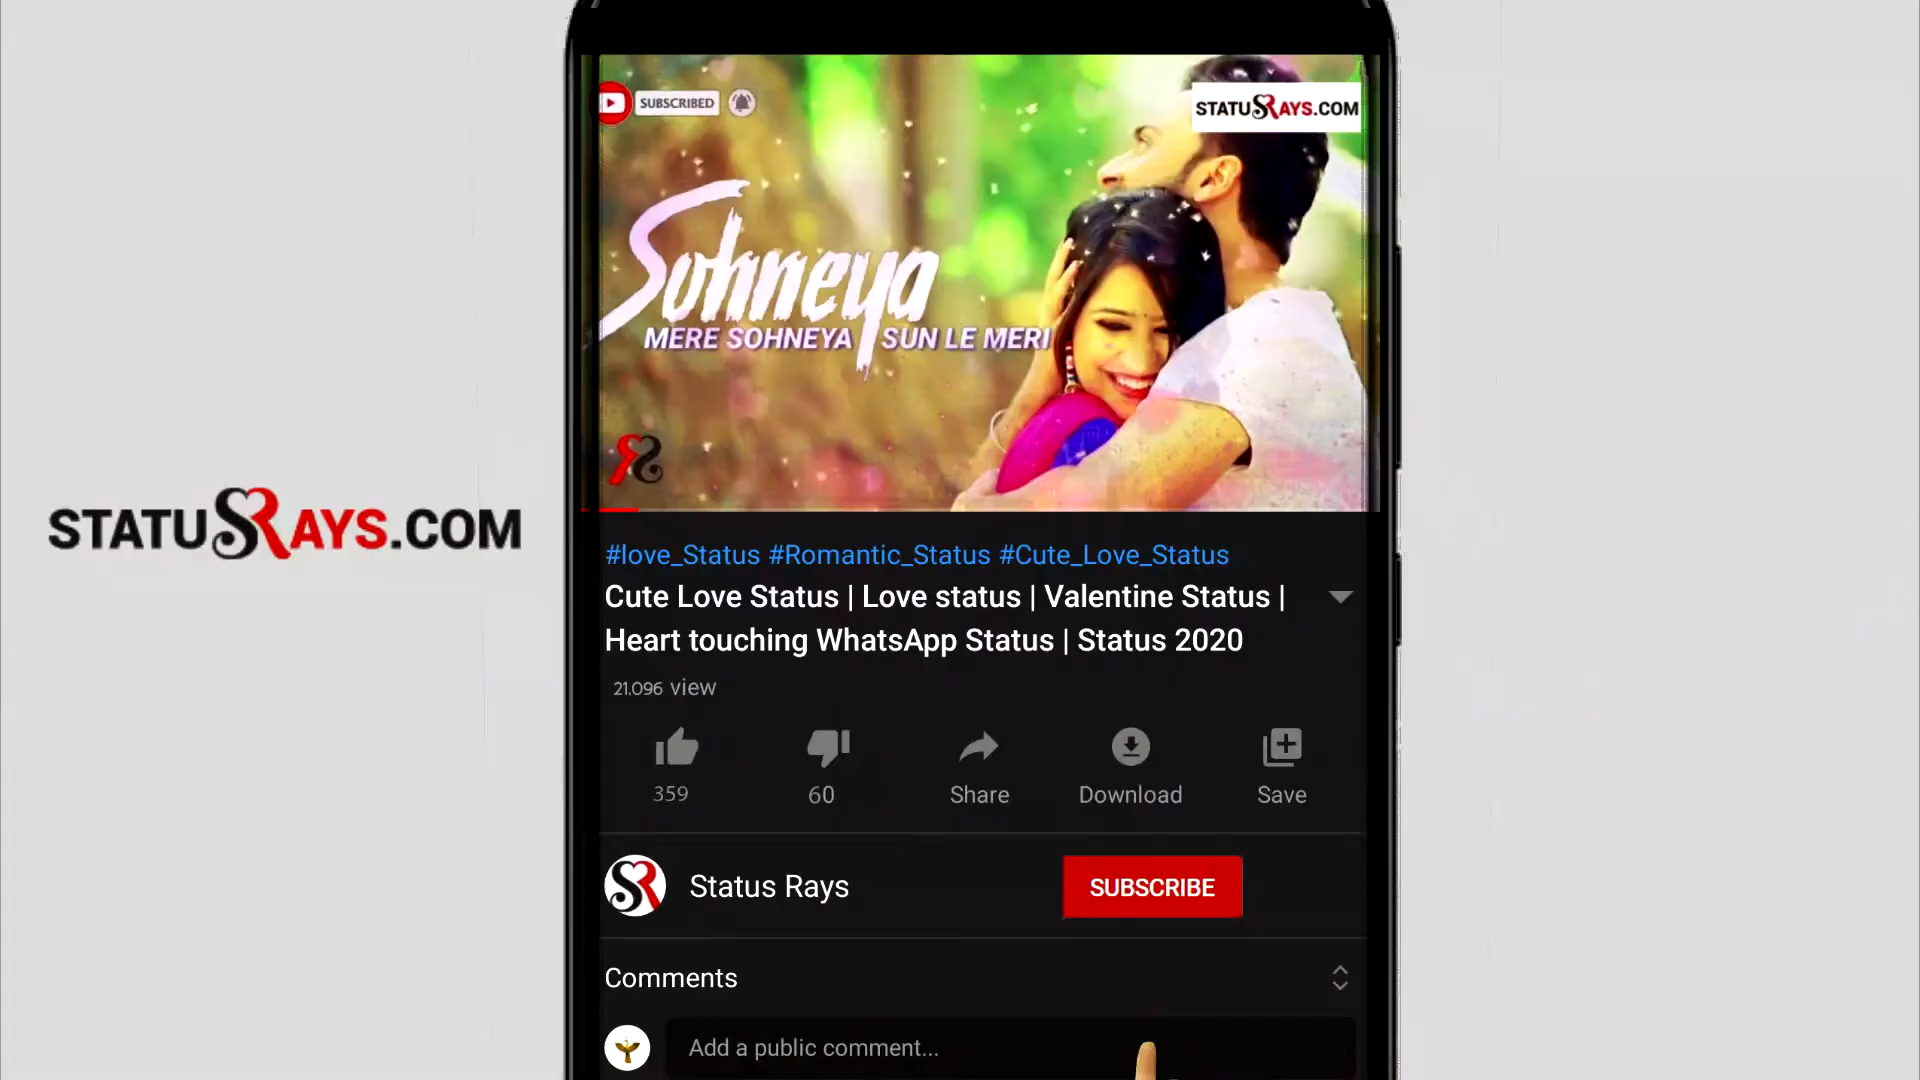 SUBSCRIBED
STATUSRAYS.COM
Sohneya
MERE SOHNEYA SUN LE MERI
SR
STATUSRAYS.COM
#love_Status #Romantic_Status #Cute_Love_Status
Cute Love Status | Love status | Valentine Status |
Heart touching WhatsApp Status | Status 2020
21,096 view
359 60 Share Download Save
SR Status Rays SUBSCRIBE
Comments
Add a public comment...